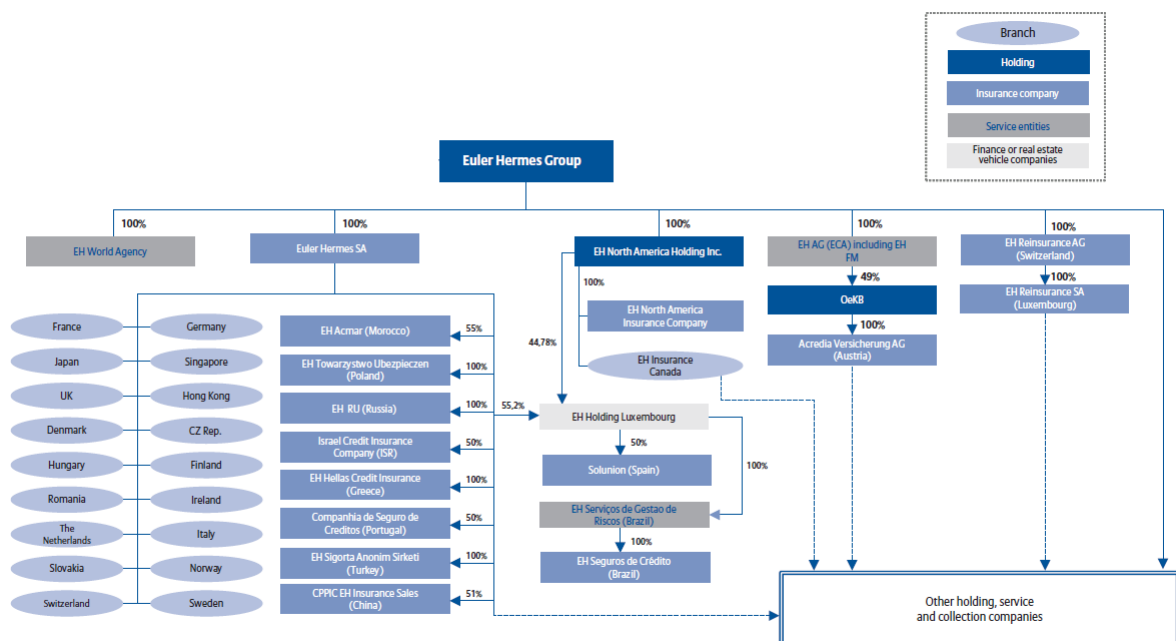 Branch
Holding
Insurance company
Service entities
Finance or real estate
vehicle companies
Euler Hermes Group
100%
100%
100%
100%
100%
EH World Agency
Euler Hermes SA
EH North America Holding Inc.
EH AG (ECA) including EH
FM
EH Reinsurance AG
(Switzerland)
100%
49%
100%
OeKB
EH Reinsurance SA
(Luxembourg)
EH North America
Insurance Company
100%
Acredia Versicherung AG
(Austria)
EH Insurance
Canada
44,78%
France
Germany
Japan
Singapore
UK
Hong Kong
Denmark
CZ Rep.
Hungary
Finland
Romania
Ireland
The
Netherlands
Italy
Slovakia
Norway
Switzerland
Sweden
EH Acmar (Morocco)
55%
EH Towarzystwo Ubezpieczen
(Poland)
100%
EH RU (Russia)
100%
55,2%
Israel Credit Insurance
Company (ISR)
50%
EH Hellas Credit Insurance
(Greece)
100%
Companhia de Seguro de
Creditos (Portugal)
50%
EH Sigorta Anonim Sirketi
(Turkey)
100%
CPPIC EH Insurance Sales
(China)
51%
EH Holding Luxembourg
50%
100%
Solunion (Spain)
EH Serviços de Gestao de
Riscos (Brazil)
100%
EH Seguros de Crédito
(Brazil)
Other holding, service
and collection companies